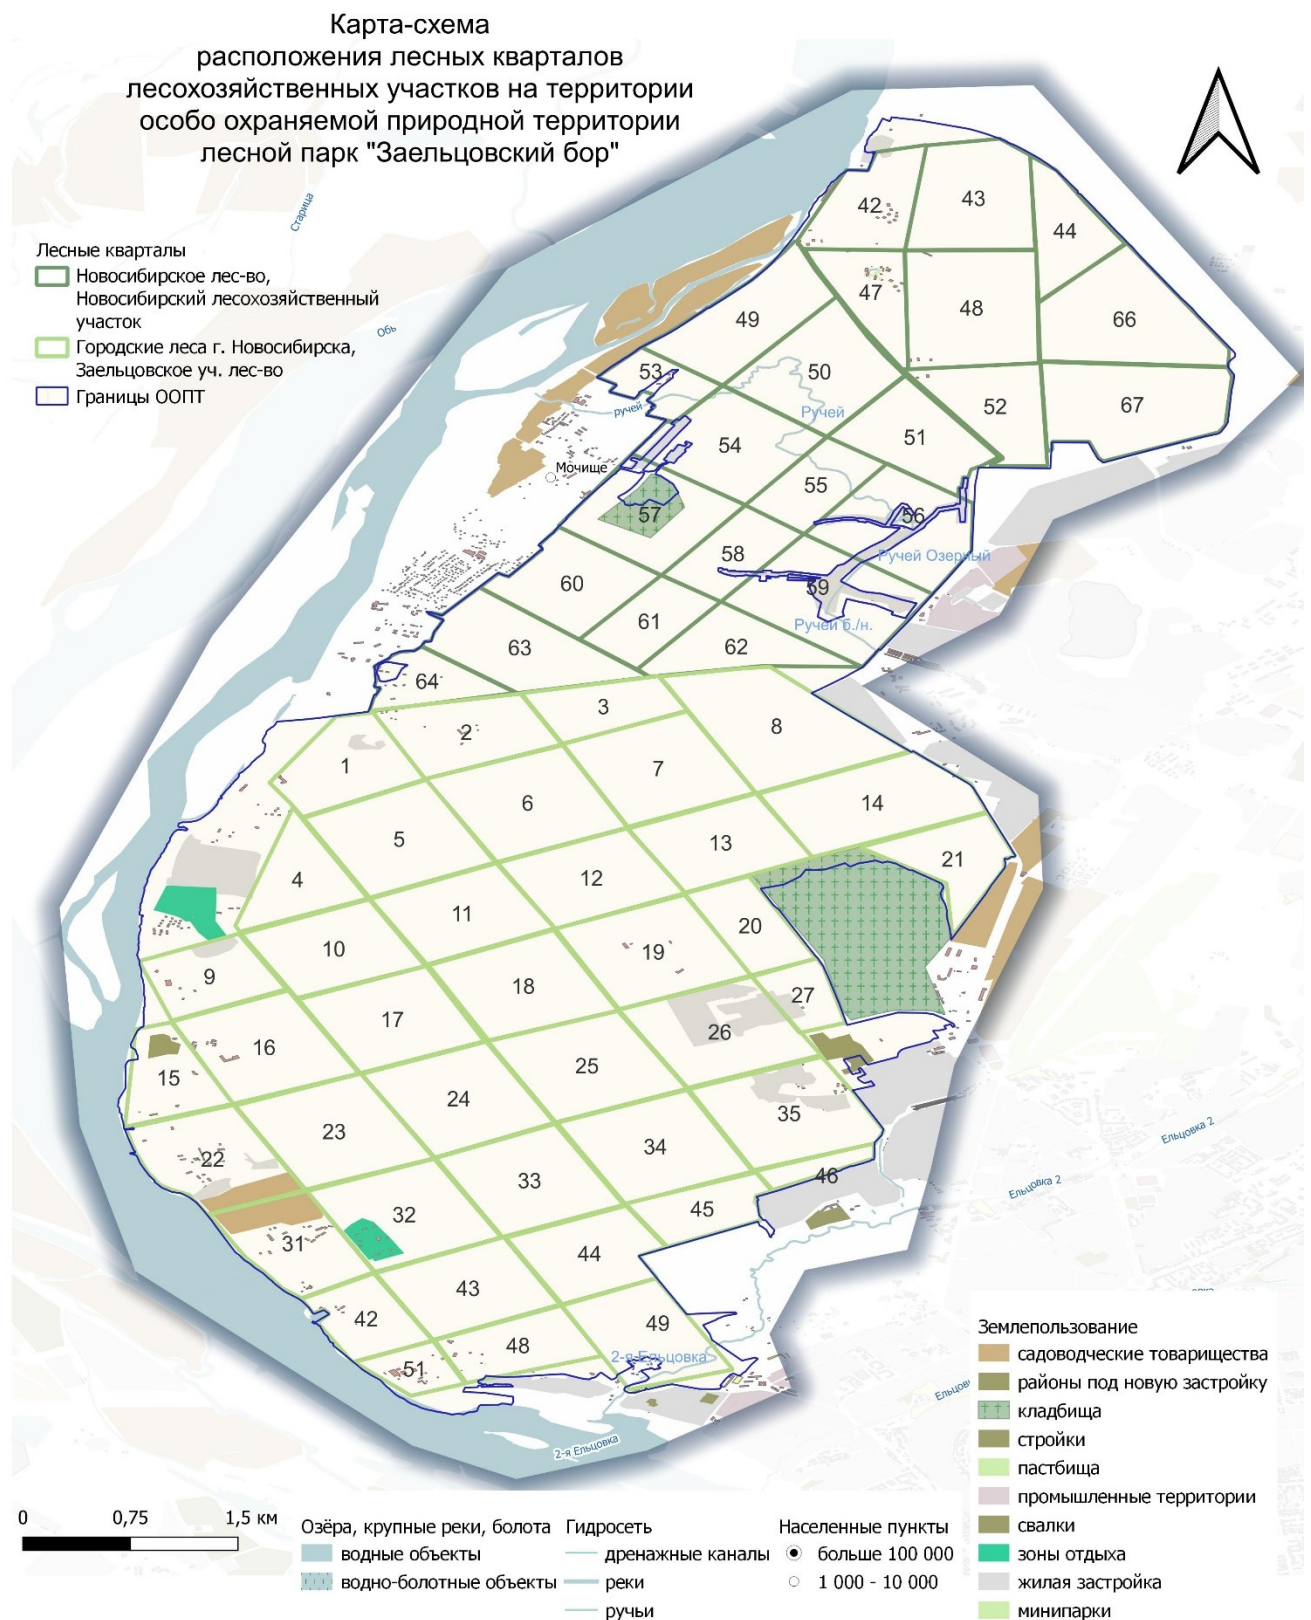 Карта-схема
расположения лесных кварталов
лесохозяйственных участков на территории
особо охраняемой природной территории
лесной парк "Заельцовский бор"
Старица
Лесные кварталы
Новосибирское лес-во,
Новосибирский лесохозяйственный
участок
Городские леса г. Новосибирска,
Заельцовское уч. лес-во
Границы ООПТ
Обь
42
43
44
47
48
66
49
50
53
ручей
Ручей
52
67
54
51
Мочище
55
57
56
58
Ручей Озерный
60
59
61
Ручей б./н.
63
62
64
3
2
8
1
7
6
14
5
13
21
4
12
11
20
10
19
9
18
27
17
26
16
25
15
24
35
23
34
22
33
46
32
45
31
44
43
42
49
48
51
2-я Ельцовка
2-я Ельцовка
Ельцовка 2
Ельцовка 2
Землепользование
садоводческие товарищества
районы под новую застройку
кладбища
стройки
пастбища
промышленные территории
свалки
зоны отдыха
жилая застройка
минипарки
0 0,75 1,5 км
Озёра, крупные реки, болота
водные объекты
водно-болотные объекты
Гидросеть
дренажные каналы
реки
ручьи
Населенные пункты
больше 100 000
1 000 - 10 000